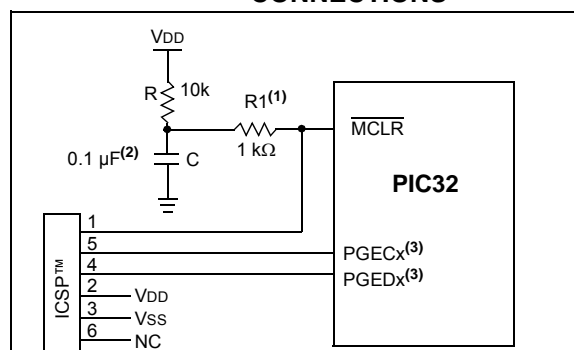 CONNECTIONS
VDD
R 10k
R1(1)
1 kΩ
MCLR
0.1 µF(2) C
PIC32
ICSP™
1
5
4
2
3
6
PGECx(3)
PGEDx(3)
VDD
VSS
NC